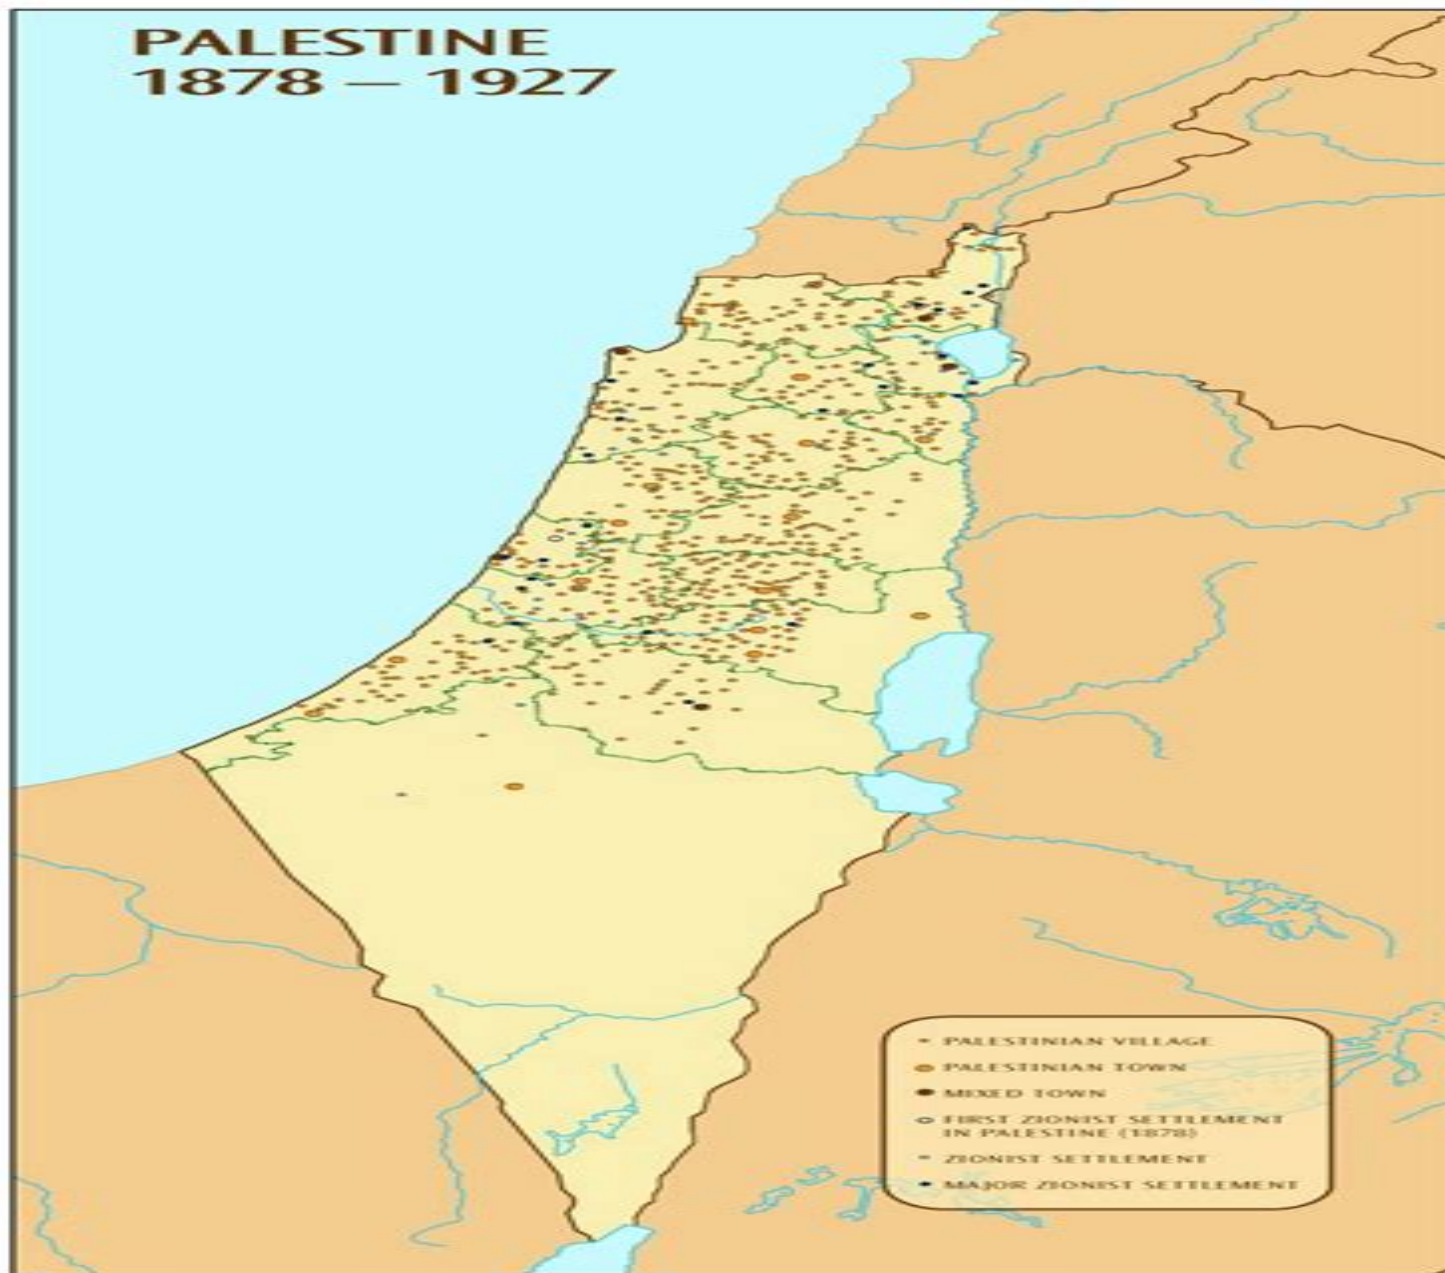 PALESTINE
1878 – 1927
PALESTINIAN VILLAGE
PALESTINIAN TOWN
MIXED TOWN
FIRST ZIONIST SETTLEMENT
IN PALESTINE (1878)
ZIONIST SETTLEMENT
MAJOR ZIONIST SETTLEMENT